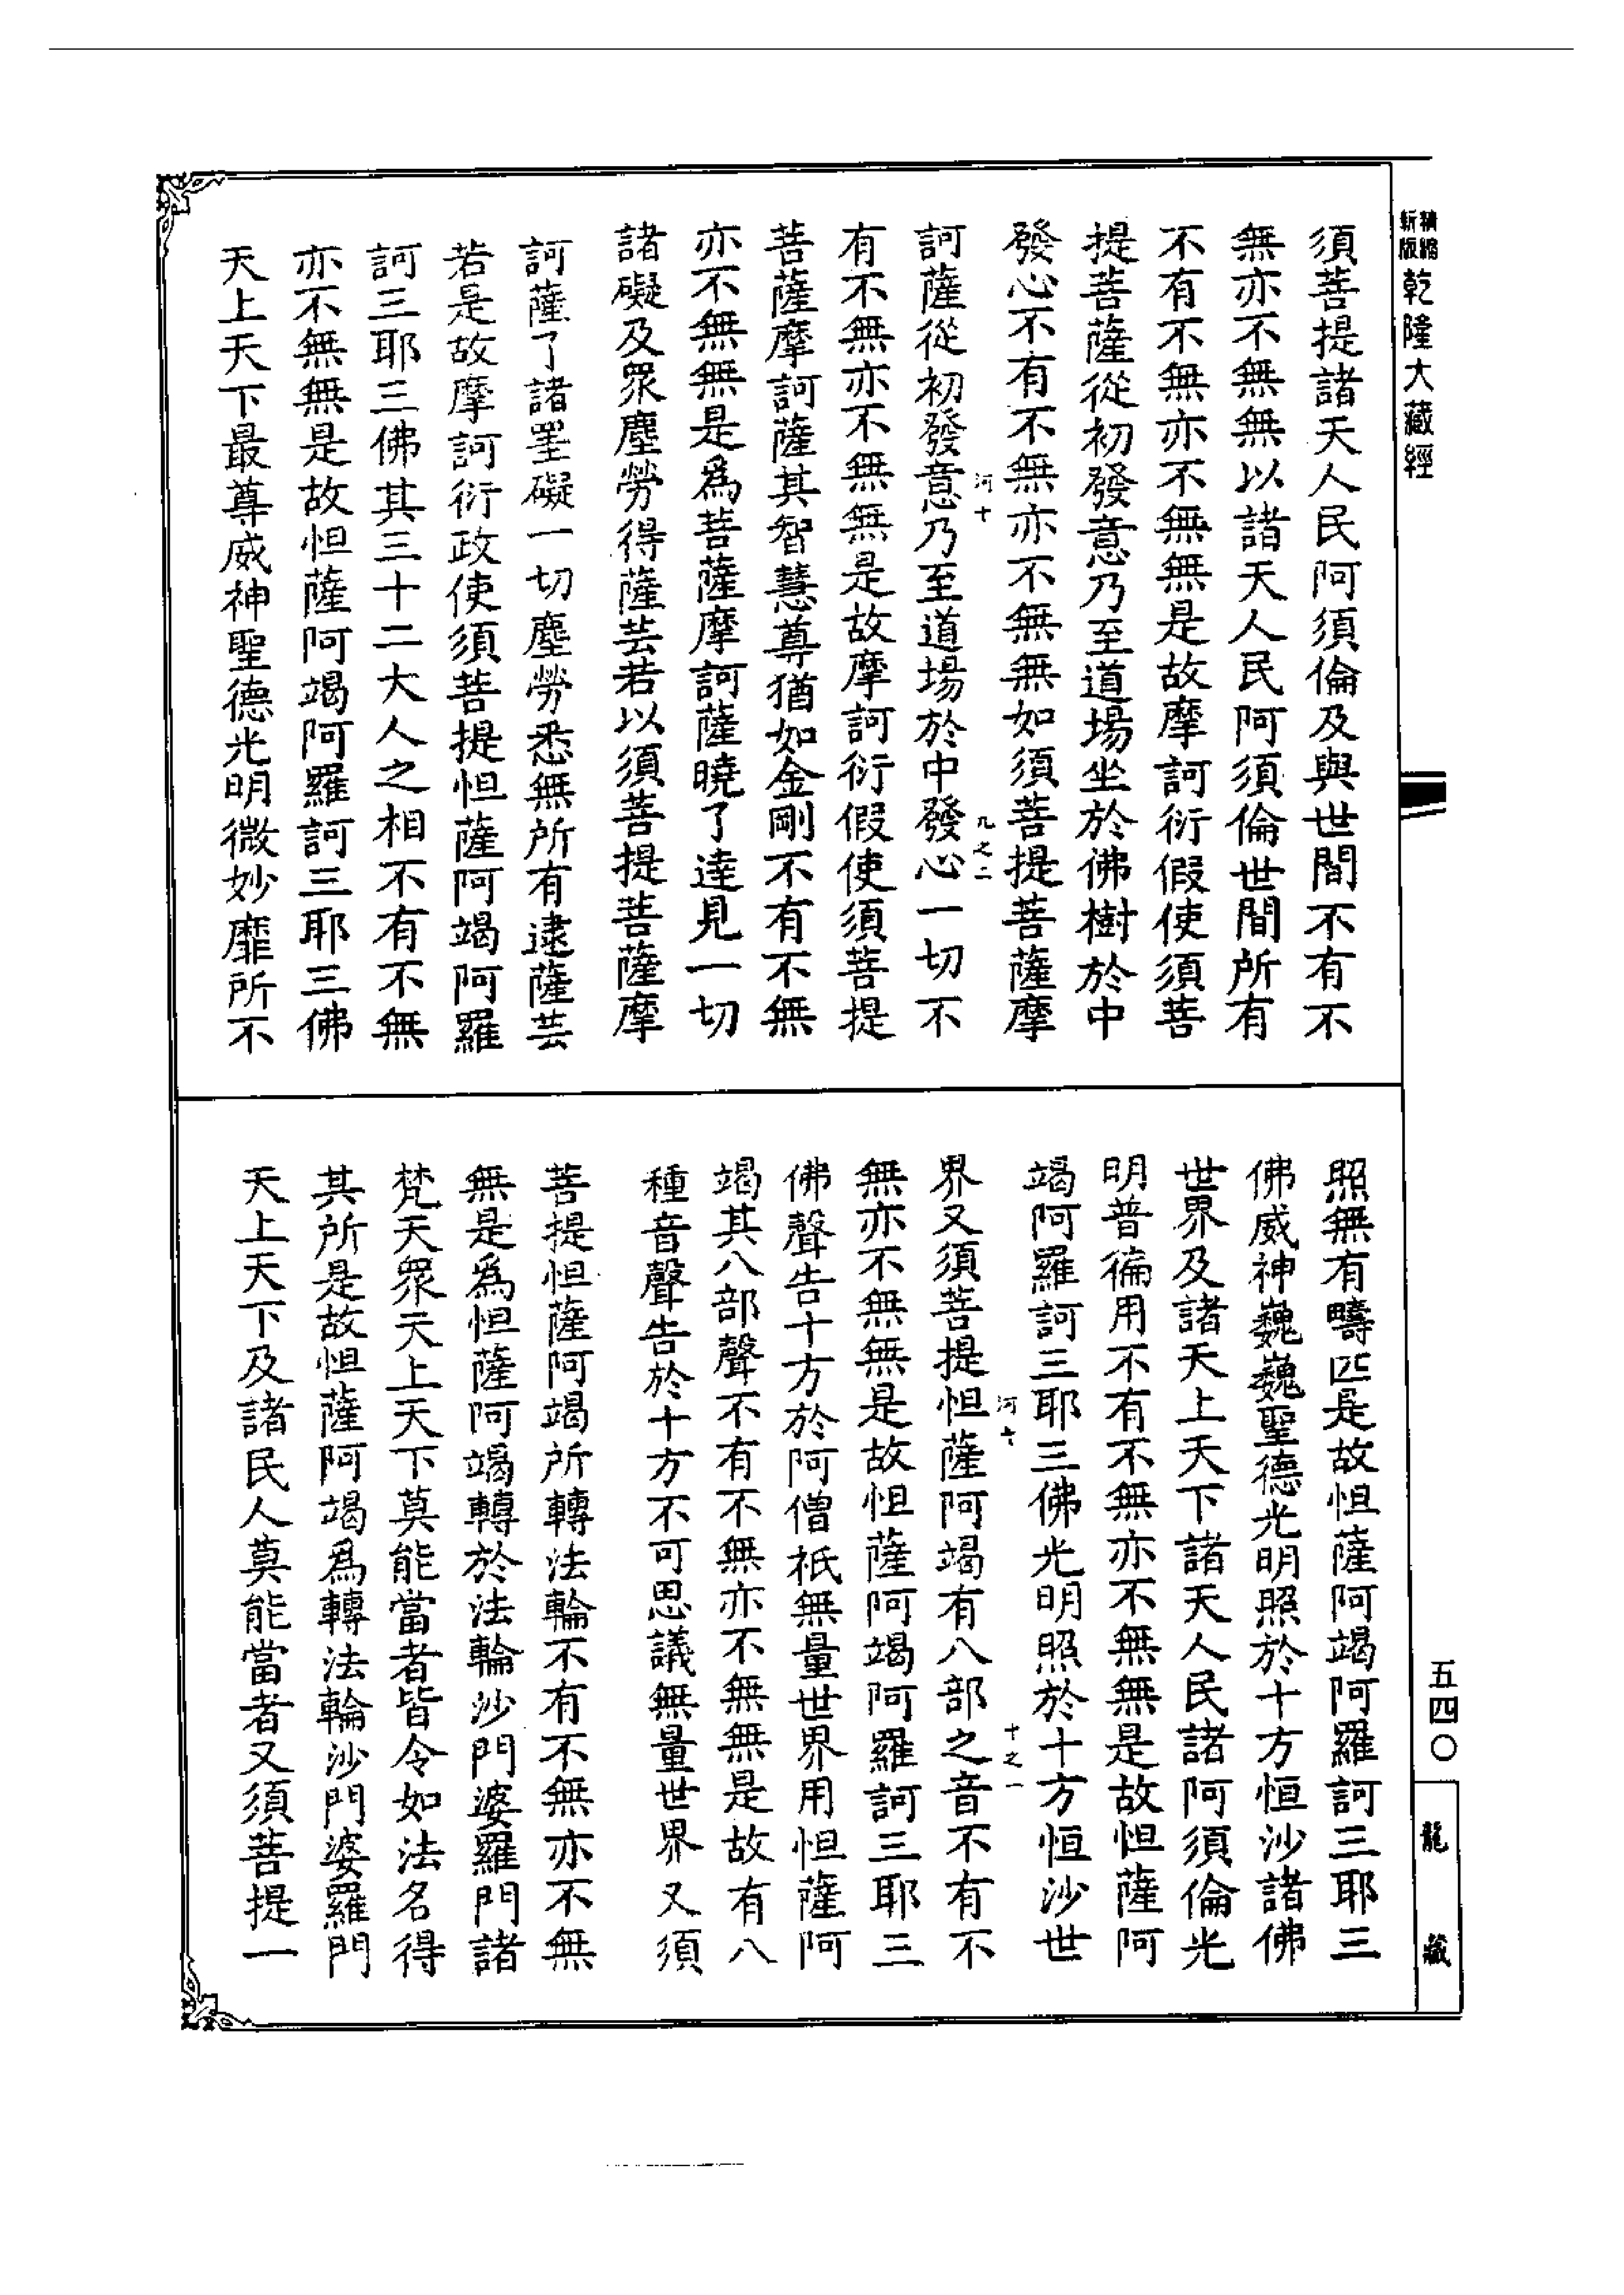 精縮新版乾隆大藏經
須菩提諸天人民阿須倫及與世間不有不
無亦不無無以諸天人民阿須倫世間所有
不有不無亦不無無是故摩訶衍假使須菩
提菩薩從初發意乃至道場坐於佛樹於中
發心不有不無亦不無無如須菩提菩薩摩
河十
九之二
訶薩從初發意乃至道場於中發心一切不
有不無亦不無無是故摩訶衍假使須菩提
菩薩摩訶薩其智慧尊猶如金剛不有不無
亦不無無是為菩薩摩訶薩曉了達見一切
諸礙及眾塵勞得薩芸若以須菩提菩薩摩
訶薩了諸罣礙一切塵勞悉無所有逮薩芸
若是故摩訶衍政使須菩提怛薩阿竭阿羅
訶三耶三佛其三十二大人之相不有不無
亦不無無是故怛薩阿竭阿羅訶三耶三佛
天上天下最尊威神聖德光明微妙靡所不
照無有疇匹是故怛薩阿竭阿羅訶三耶三
佛威神巍巍聖德光明照於十方恒沙諸佛
世界及諸天上天下諸天人民諸阿須倫光
明普徧用不有不無亦不無無是故怛薩阿
竭阿羅訶三耶三佛光明照於十方恒沙世
河十
十之一
界又須菩提怛薩阿竭有八部之音不有不
無亦不無無是故怛薩阿竭阿羅訶三耶三
佛聲告十方於阿僧祇無量世界用怛薩阿
竭其八部聲不有不無亦不無無是故有八
種音聲告於十方不可思議無量世界又須
菩提怛薩阿竭所轉法輪不有不無亦不無
無是為怛薩阿竭轉於法輪沙門婆羅門諸
梵天眾天上天下莫能當者皆令如法名得
其所是故怛薩阿竭為轉法輪沙門婆羅門
天上天下及諸民人莫能當者又須菩提一
五四〇
龍藏